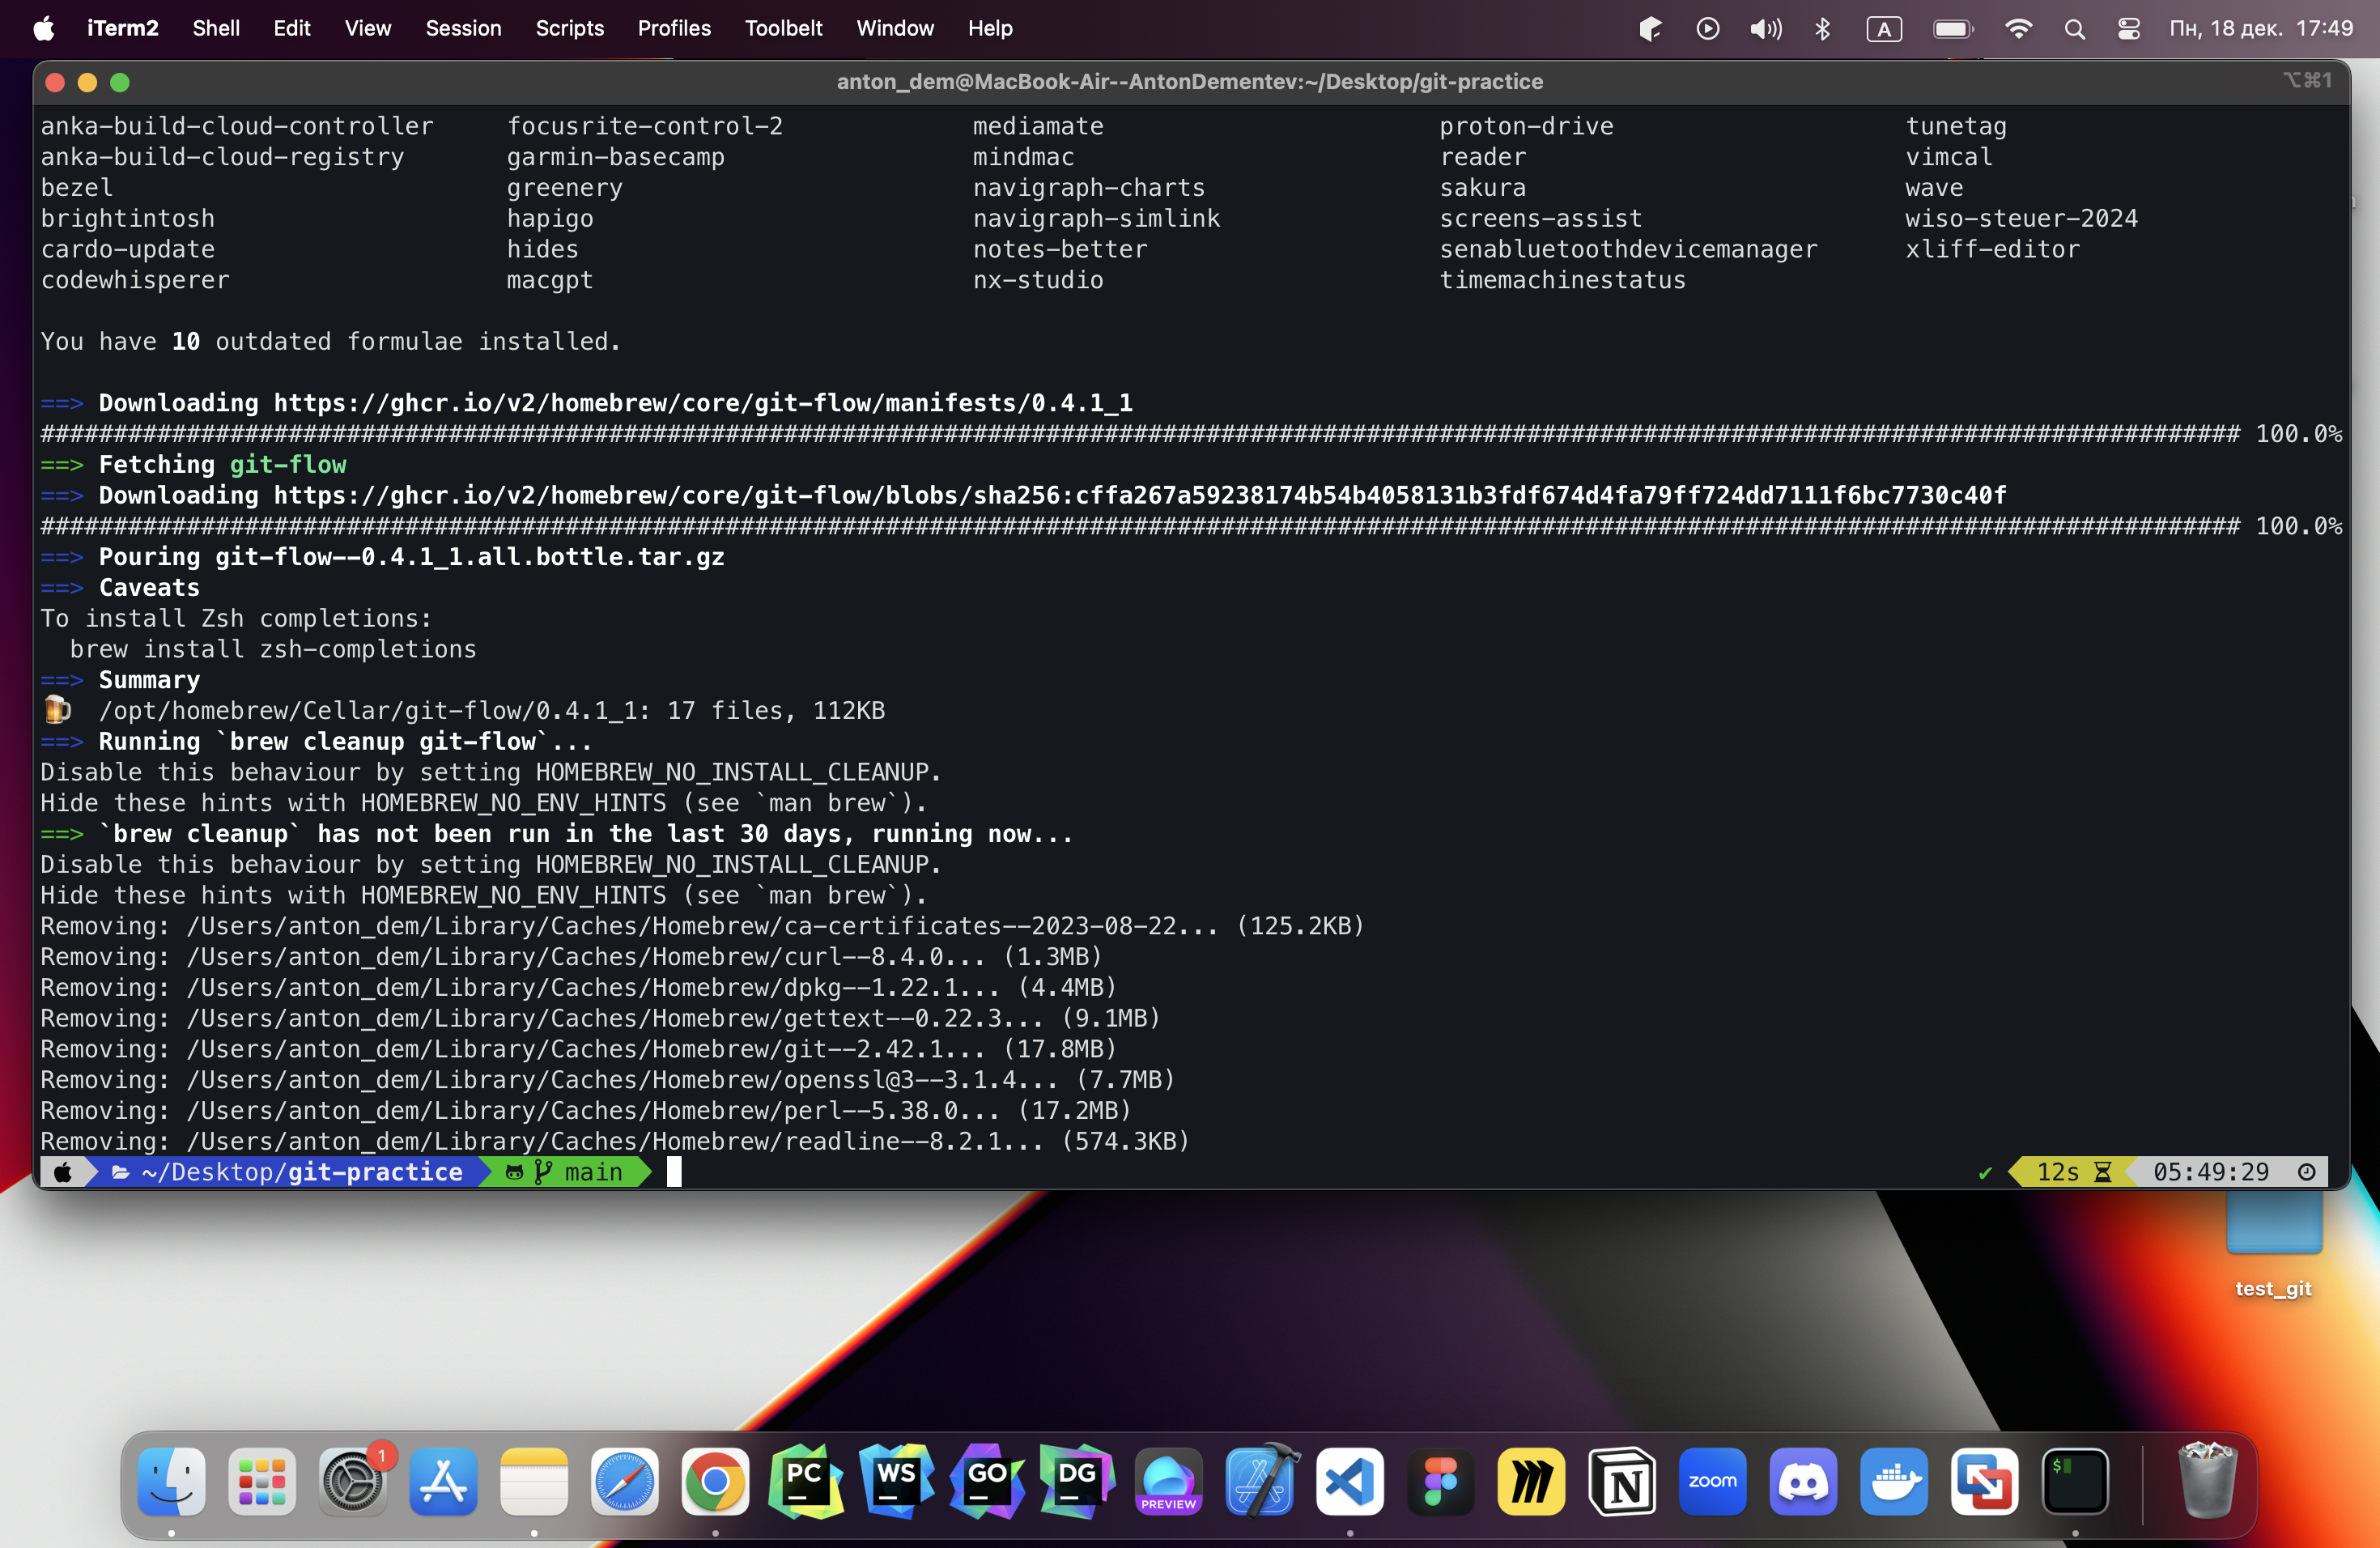 iTerm2 Shell Edit View Session Scripts Profiles Toolbelt Window Help A Пн, 18 дек. 17:49
anton_dem@MacBook-Air--AntonDementev:~/Desktop/git-practice ⌥⌘1
anka-build-cloud-controller focusrite-control-2 mediamate proton-drive tunetag
anka-build-cloud-registry garmin-basecamp mindmac reader vimcal
bezel greenery navigraph-charts sakura wave
brightintosh hapigo navigraph-simlink screens-assist wiso-steuer-2024
cardo-update hides notes-better senabluetoothdevicemanager xliff-editor
codewhisperer macgpt nx-studio timemachinestatus
You have 10 outdated formulae installed.
==> Downloading https://ghcr.io/v2/homebrew/core/git-flow/manifests/0.4.1_1
####################################################################################################################################################### 100.0%
==> Fetching git-flow
==> Downloading https://ghcr.io/v2/homebrew/core/git-flow/blobs/sha256:cffa267a59238174b54b4058131b3fdf674d4fa79ff724dd7111f6bc7730c40f
####################################################################################################################################################### 100.0%
==> Pouring git-flow--0.4.1_1.all.bottle.tar.gz
==> Caveats
To install Zsh completions:
brew install zsh-completions
==> Summary
🍺 /opt/homebrew/Cellar/git-flow/0.4.1_1: 17 files, 112KB
==> Running `brew cleanup git-flow`...
Disable this behaviour by setting HOMEBREW_NO_INSTALL_CLEANUP.
Hide these hints with HOMEBREW_NO_ENV_HINTS (see `man brew`).
==> `brew cleanup` has not been run in the last 30 days, running now...
Disable this behaviour by setting HOMEBREW_NO_INSTALL_CLEANUP.
Hide these hints with HOMEBREW_NO_ENV_HINTS (see `man brew`).
Removing: /Users/anton_dem/Library/Caches/Homebrew/ca-certificates--2023-08-22... (125.2KB)
Removing: /Users/anton_dem/Library/Caches/Homebrew/curl--8.4.0... (1.3MB)
Removing: /Users/anton_dem/Library/Caches/Homebrew/dpkg--1.22.1... (4.4MB)
Removing: /Users/anton_dem/Library/Caches/Homebrew/gettext--0.22.3... (9.1MB)
Removing: /Users/anton_dem/Library/Caches/Homebrew/git--2.42.1... (17.8MB)
Removing: /Users/anton_dem/Library/Caches/Homebrew/openssl@3--3.1.4... (7.7MB)
Removing: /Users/anton_dem/Library/Caches/Homebrew/perl--5.38.0... (17.2MB)
Removing: /Users/anton_dem/Library/Caches/Homebrew/readline--8.2.1... (574.3KB)
~/Desktop/git-practice main ✔ 12s 05:49:29
test_git
1 PC WS GO DG PREVIEW N zoom $